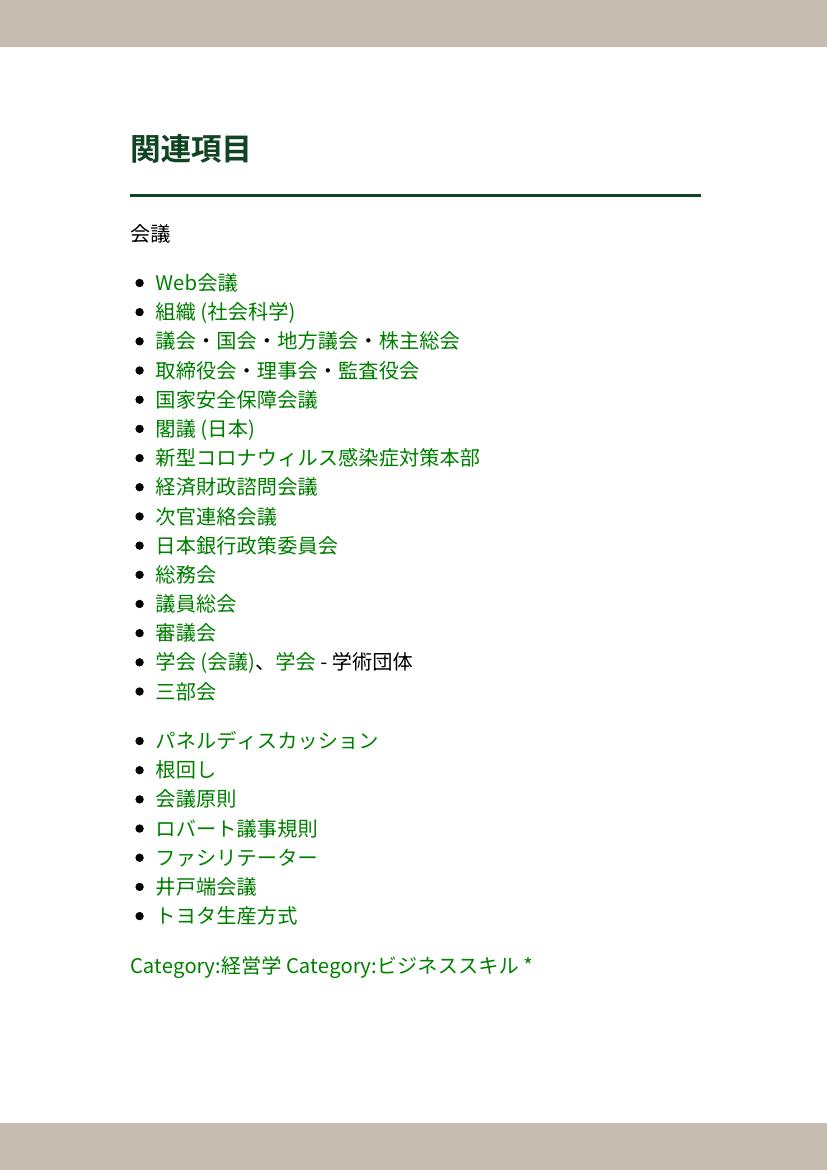 関連項目
会議
Web会議
組織 (社会科学)
議会・国会・地方議会・株主総会
取締役会・理事会・監査役会
国家安全保障会議
閣議 (日本)
新型コロナウィルス感染症対策本部
経済財政諮問会議
次官連絡会議
日本銀行政策委員会
総務会
議員総会
審議会
学会 (会議)、学会 - 学術団体
三部会
パネルディスカッション
根回し
会議原則
ロバート議事規則
ファシリテーター
井戸端会議
トヨタ生産方式
Category:経営学 Category:ビジネススキル *